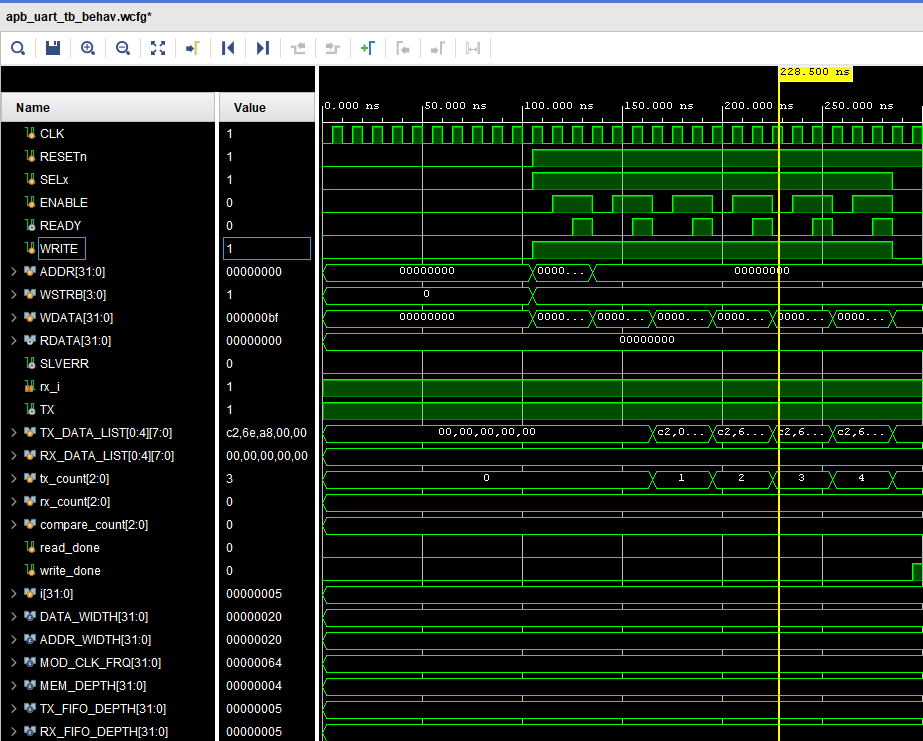 apb_uart_tb_behav.wcfg*
228.500 ns
Name Value
0.000 ns 50.000 ns 100.000 ns 150.000 ns 200.000 ns 250.000 ns
CLK 1
RESETn 1
SELx 1
ENABLE 0
READY 0
WRITE 1
ADDR[31:0] 00000000 00000000 0000... 00000000
WSTRB[3:0] 1 0
WDATA[31:0] 000000bf 00000000 0000... 0000... 0000... 0000... 0000... 0000...
RDATA[31:0] 00000000 00000000
SLVERR 0
rx_i 1
TX 1
TX_DATA_LIST[0:4][7:0] c2,6e,a8,00,00 00,00,00,00,00 c2,0... c2,6... c2,6... c2,6...
RX_DATA_LIST[0:4][7:0] 00,00,00,00,00
tx_count[2:0] 3 0 1 2 3 4
rx_count[2:0] 0
compare_count[2:0] 0
read_done 0
write_done 0
i[31:0] 00000005
DATA_WIDTH[31:0] 00000020
ADDR_WIDTH[31:0] 00000020
MOD_CLK_FRQ[31:0] 00000064
MEM_DEPTH[31:0] 00000004
TX_FIFO_DEPTH[31:0] 00000005
RX_FIFO_DEPTH[31:0] 00000005